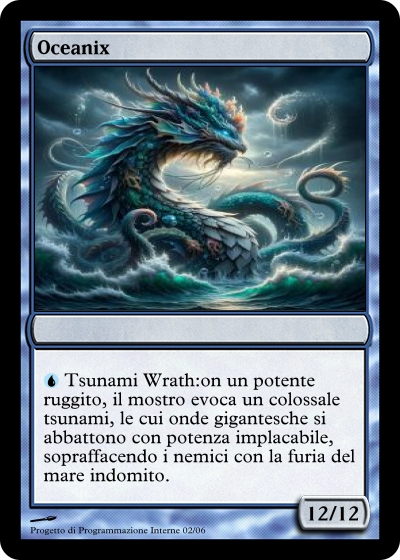 Oceanix
Tsunami Wrath:on un potente
ruggito, il mostro evoca un colossale
tsunami, le cui onde gigantesche si
abbattono con potenza implacabile,
sopraffacendo i nemici con la furia del
mare indomito.
12/12
Progetto di Programmazione Interne 02/06